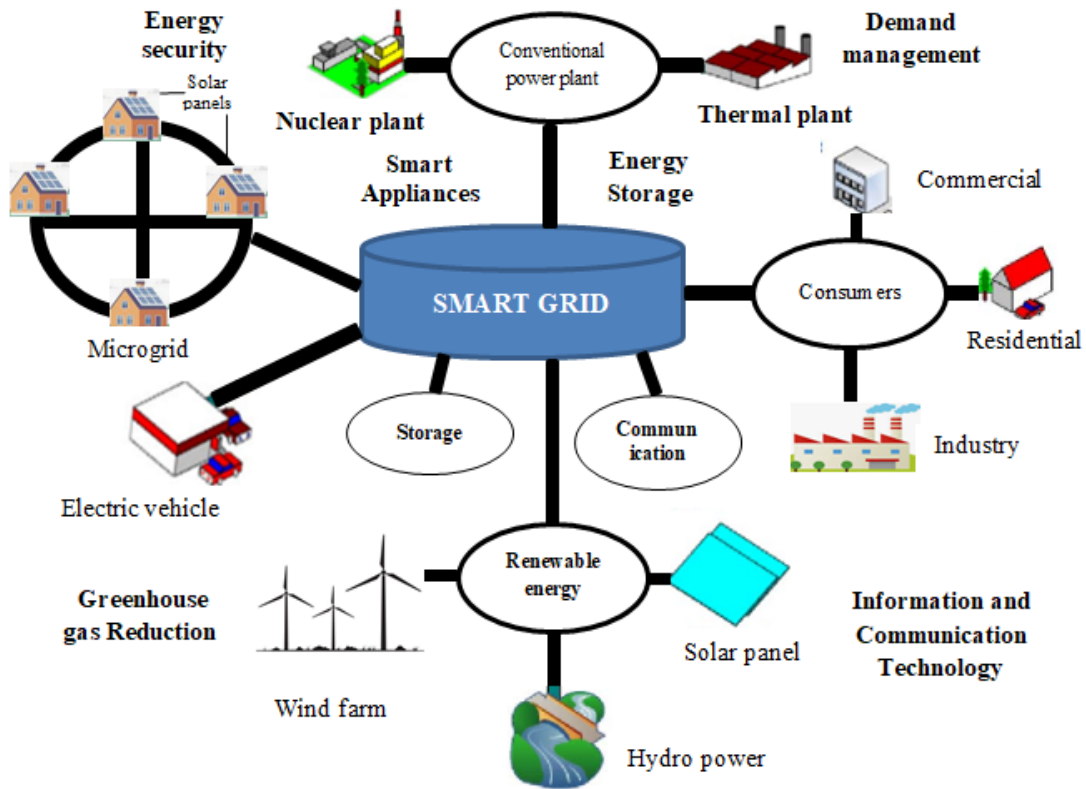 Energy
security
Solar
panels
Nuclear plant
Conventional
power plant
Thermal plant
Demand
management
Smart
Appliances
Energy
Storage
Commercial
Microgrid
SMART GRID
Consumers
Residential
Electric vehicle
Storage
Commun
ication
Industry
Greenhouse
gas Reduction
Wind farm
Renewable
energy
Solar panel
Hydro power
Information and
Communication
Technology